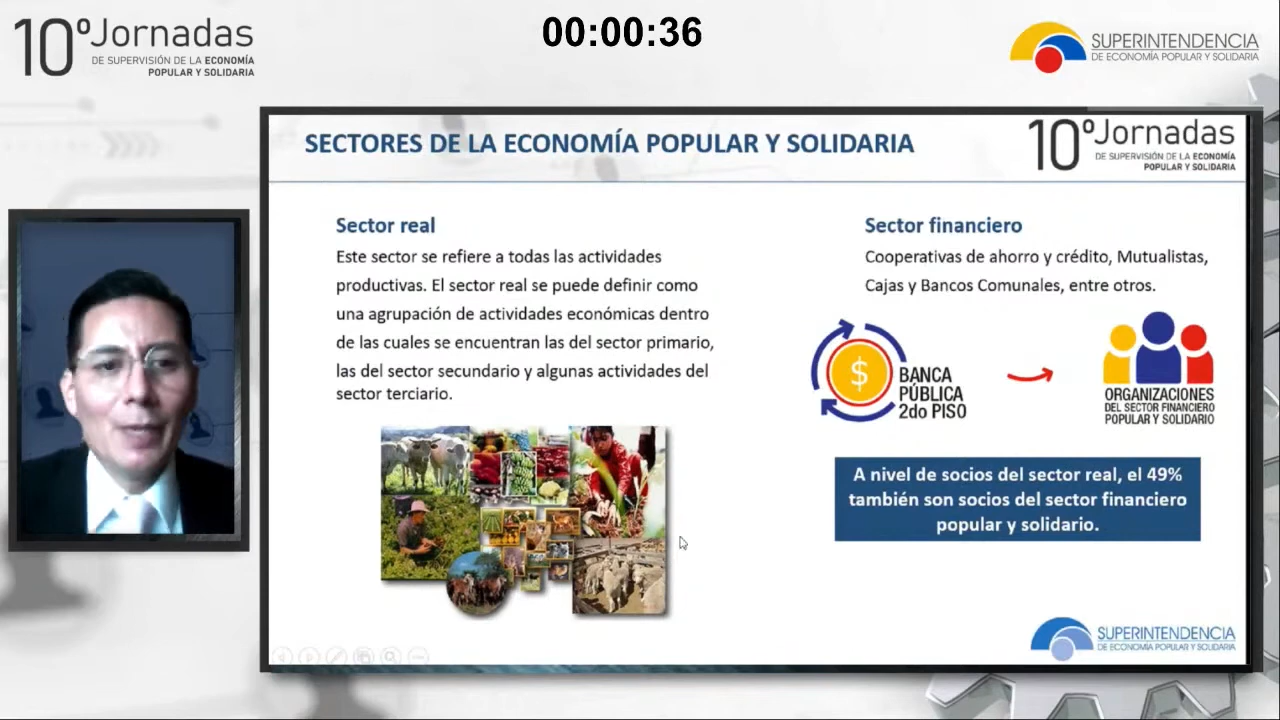 10º Jornadas
DE SUPERVISIÓN DE LA ECONOMÍA
POPULAR Y SOLIDARIA
00:00:36
SUPERINTENDENCIA
DE ECONOMÍA POPULAR Y SOLIDARIA
SECTORES DE LA ECONOMÍA POPULAR Y SOLIDARIA
10º Jornadas
DE SUPERVISIÓN DE LA ECONOMÍA
POPULAR Y SOLIDARIA
Sector real
Este sector se refiere a todas las actividades
productivas. El sector real se puede definir como
una agrupación de actividades económicas dentro
de las cuales se encuentran las del sector primario,
las del sector secundario y algunas actividades del
sector terciario.
Sector financiero
Cooperativas de ahorro y crédito, Mutualistas,
Cajas y Bancos Comunales, entre otros.
$
BANCA
PÚBLICA
2do PISO
ORGANIZACIONES
DEL SECTOR FINANCIERO
POPULAR Y SOLIDARIO
A nivel de socios del sector real, el 49%
también son socios del sector financiero
popular y solidario.
SUPERINTENDENCIA
DE ECONOMÍA POPULAR Y SOLIDARIA